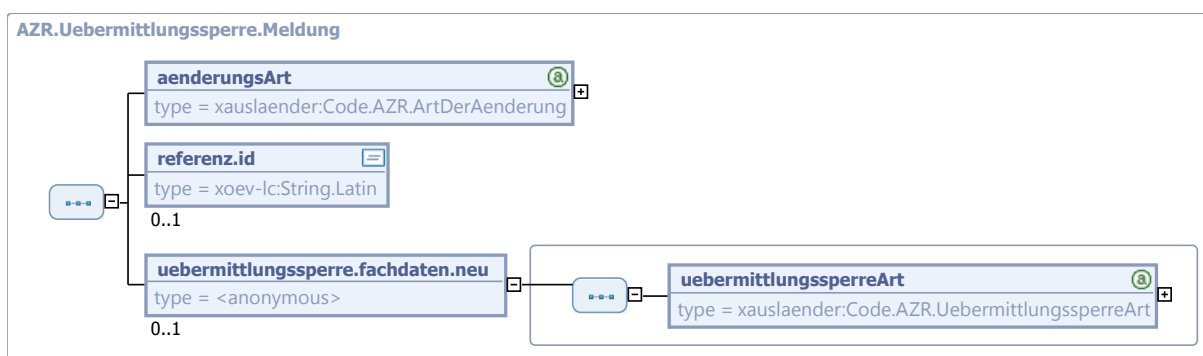 AZR.Uebermittlungssperre.Meldung
aenderungsArt
type = xauslaender:Code.AZR.ArtDerAenderung
referenz.id
type = xoev-lc:String.Latin
0..1
uebermittlungssperre.fachdaten.neu
type = <anonymous>
0..1
uebermittlungssperreArt
type = xauslaender:Code.AZR.UebermittlungssperreArt